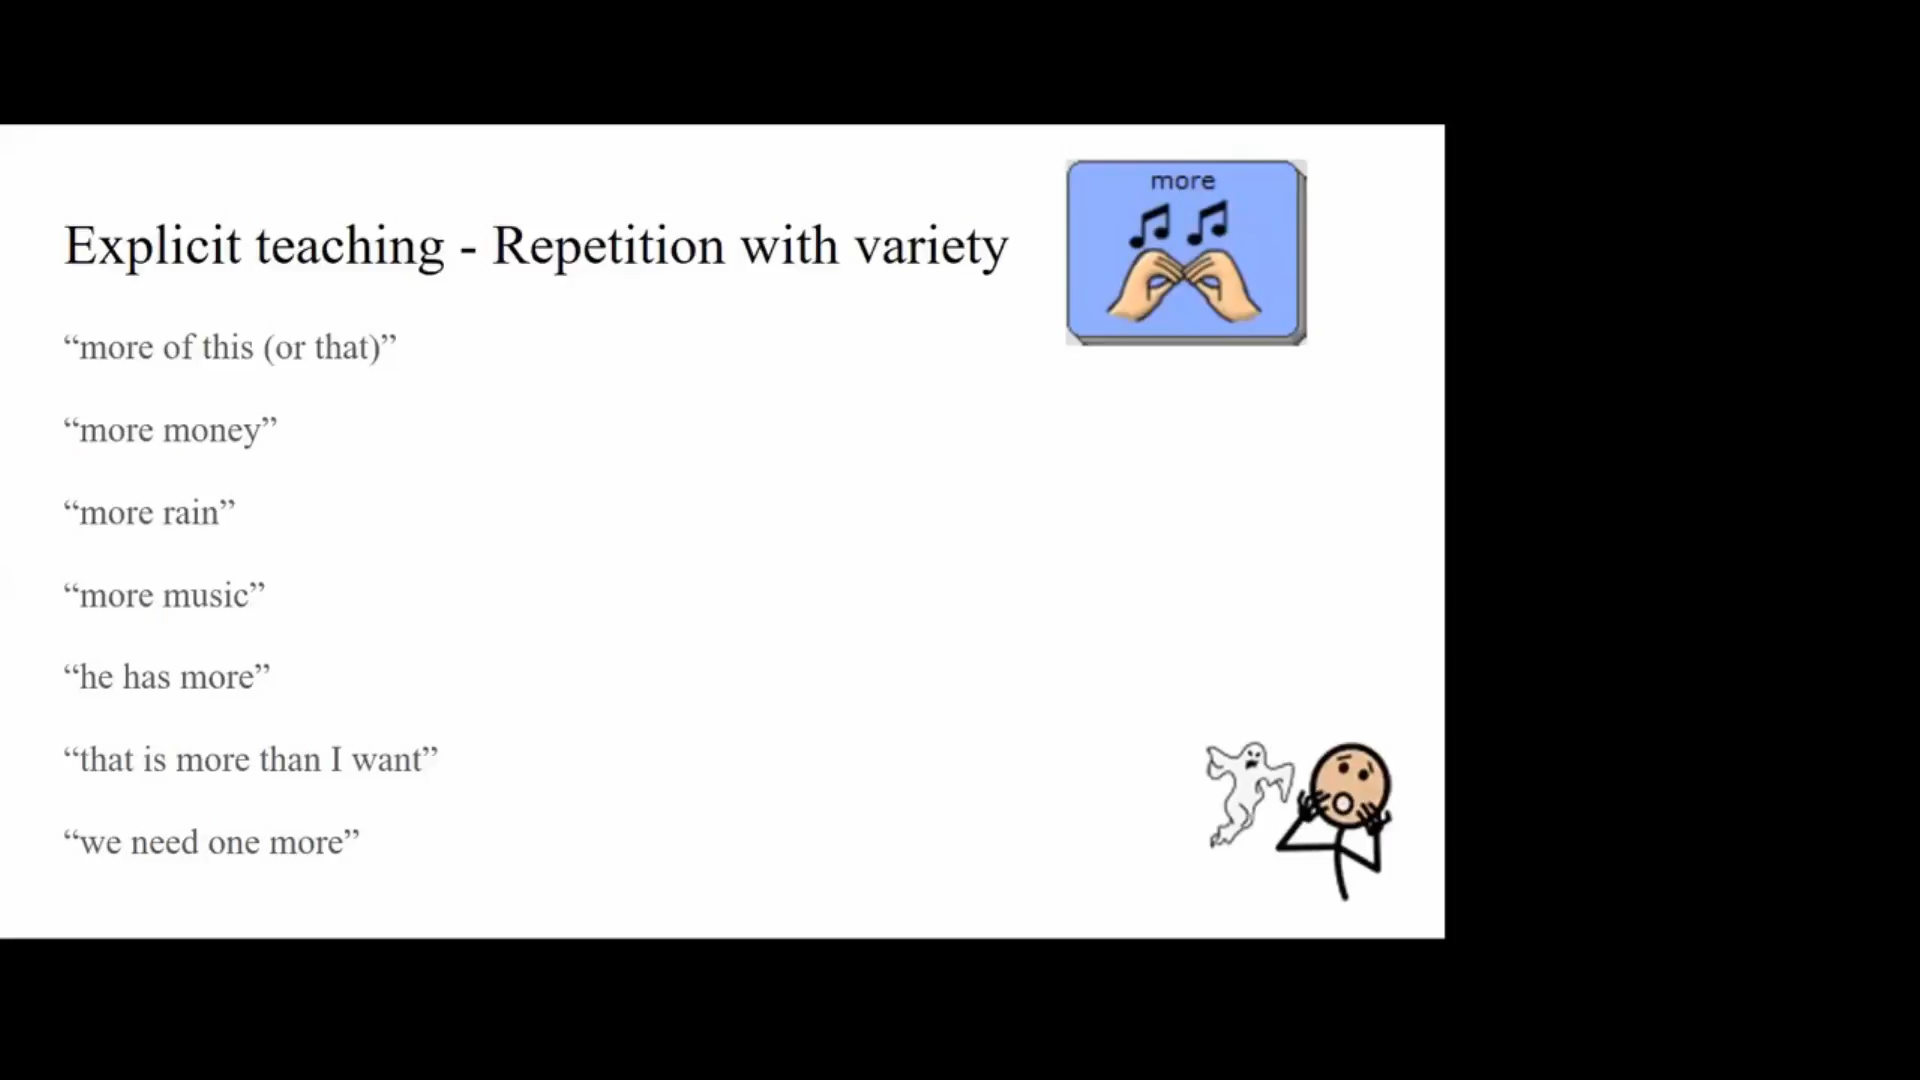 more
Explicit teaching - Repetition with variety
“more of this (or that)”
“more money”
“more rain”
“more music”
“he has more”
“that is more than I want”
“we need one more”